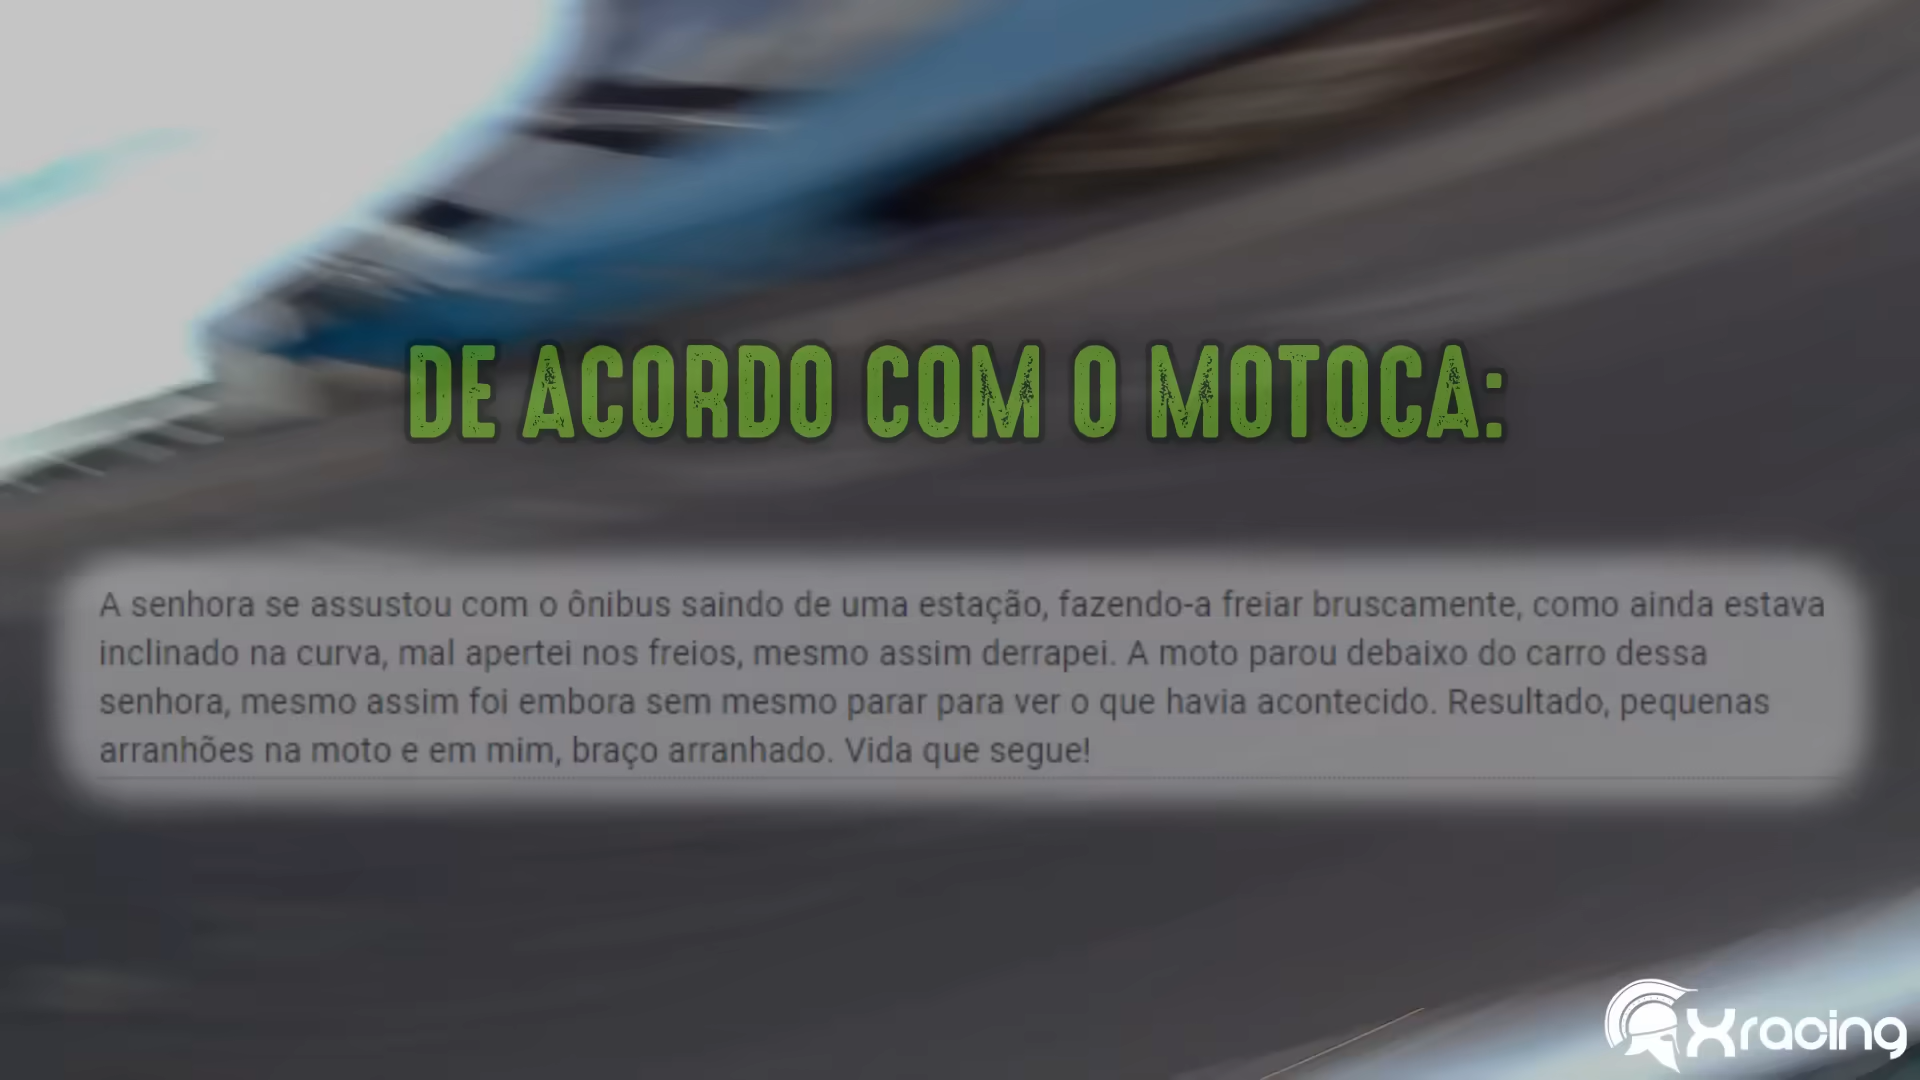 DE ACORDO COM O MOTOCA:
A senhora se assustou com o ônibus saindo de uma estação, fazendo-a freiar bruscamente, como ainda estava
inclinado na curva, mal apertei nos freios, mesmo assim derrapei. A moto parou debaixo do carro dessa
senhora, mesmo assim foi embora sem mesmo parar para ver o que havia acontecido. Resultado, pequenas
arranhões na moto e em mim, braço arranhado. Vida que segue!
Xracing